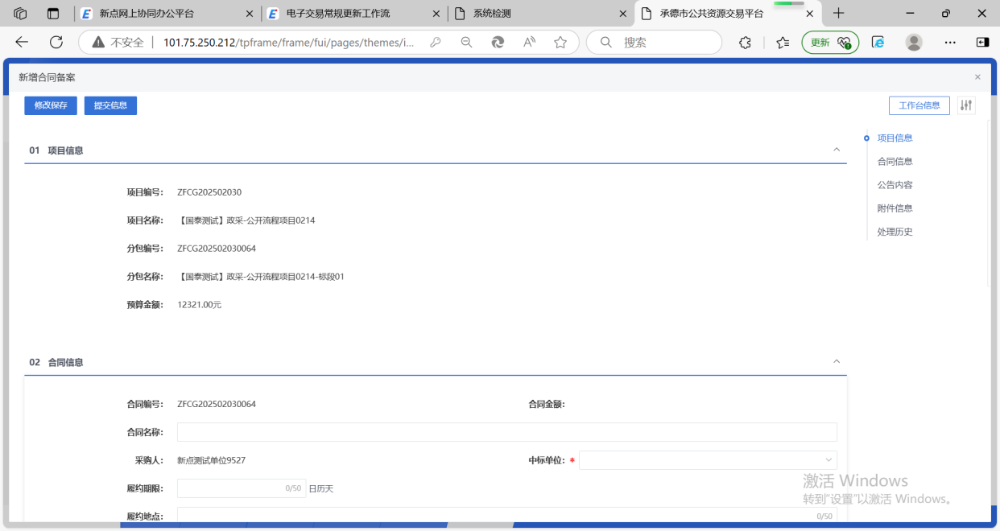 新点网上协同办公平台
电子交易常规更新工作流
系统检测
承德市公共资源交易平台
不安全
101.75.250.212/tpframe/frame/fui/pages/themes/i...
搜索
更新
新增合同备案
修改保存 提交信息
工作台信息
项目信息
合同信息
公告内容
附件信息
处理历史
01 项目信息
项目编号： ZFCG202502030
项目名称： 【国泰测试】政采-公开流程项目0214
分包编号： ZFCG202502030064
分包名称： 【国泰测试】政采-公开流程项目0214-标段01
预算金额： 12321.00元
02 合同信息
合同编号： ZFCG202502030064 合同金额：
合同名称：
采购人： 新点测试单位9527 中标单位： *
履约期限： 0/50 日历天
履约地点： 0/50
激活 Windows
转到"设置"以激活 Windows。